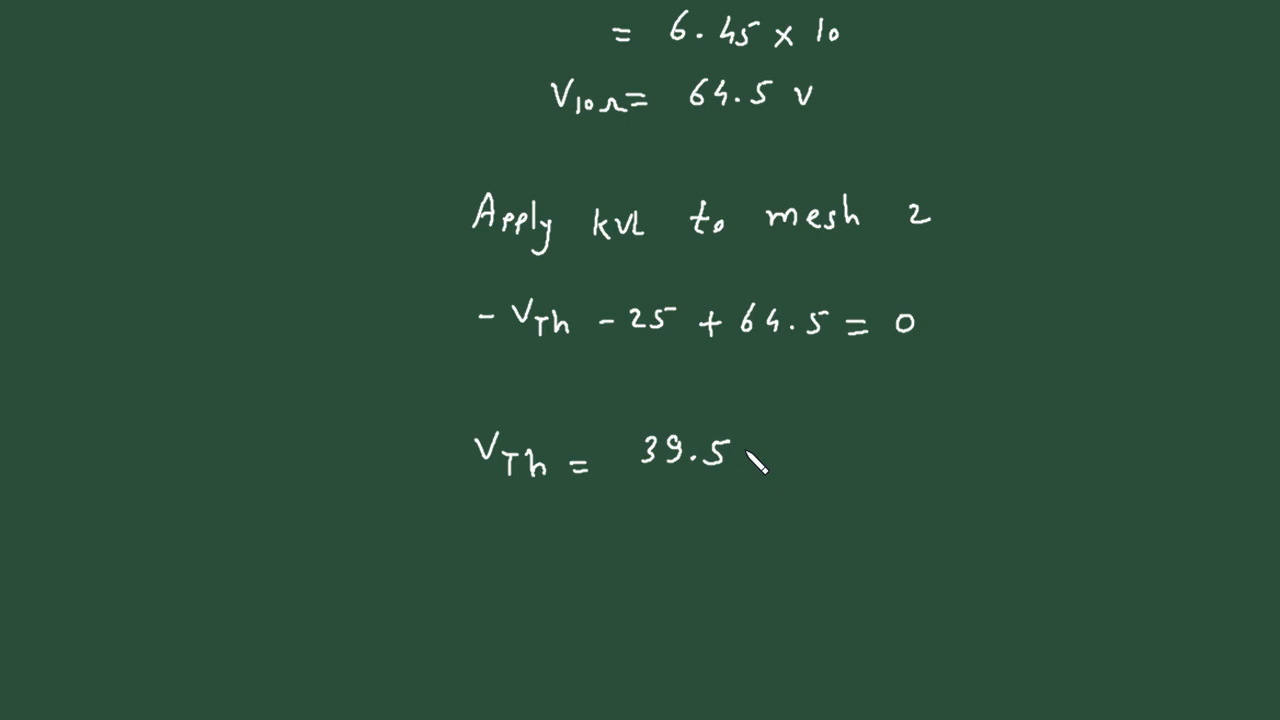 = 6.45 × 10
V10Ω = 64.5 V
Apply KVL to mesh 2
- VTh - 25 + 64.5 = 0
VTh = 39.5